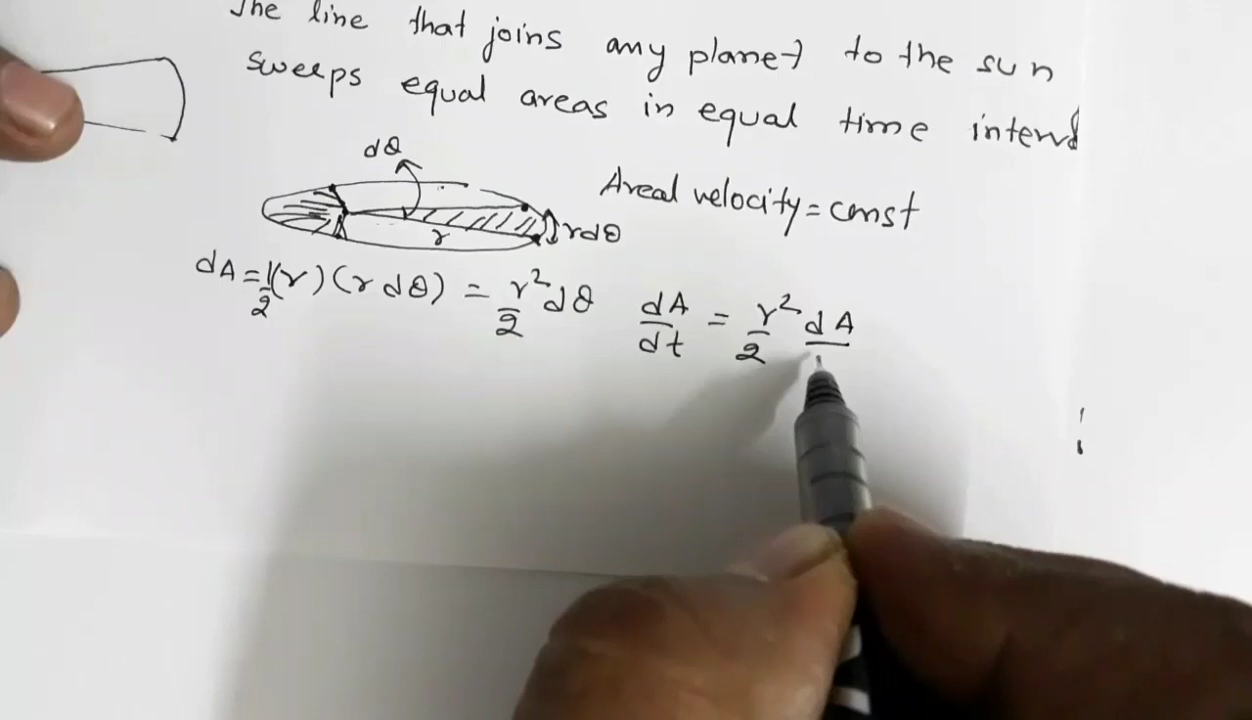 The line that joins any planet to the sun
sweeps equal areas in equal time
dθ
Areal velocity = const
r
rdθ
dA = 1/2 (r) (r dθ) = r²/2 dθ
dA/dt = r²/2 dA